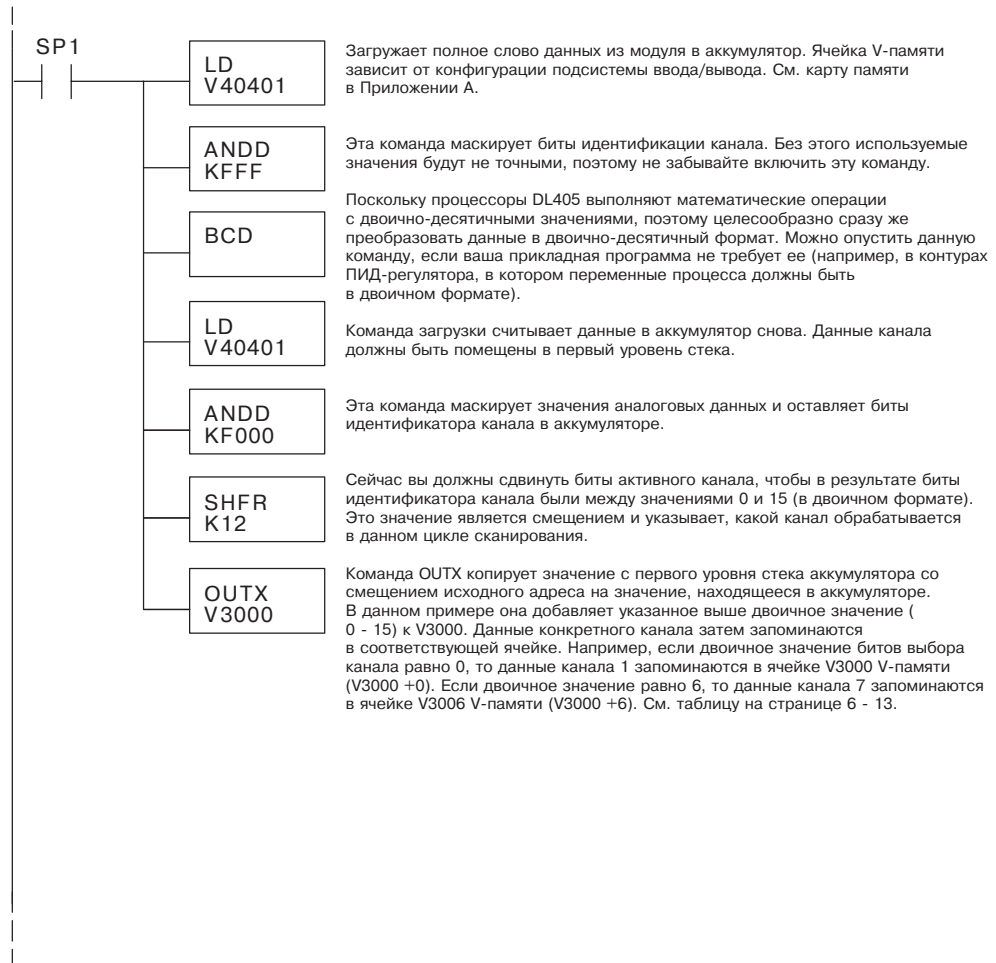 SP1
LD
V40401
Загружает полное слово данных из модуля в аккумулятор. Ячейка V-памяти
зависит от конфигурации подсистемы ввода/вывода. См. карту памяти
в Приложении А.
ANDD
KFFF
Эта команда маскирует биты идентификации канала. Без этого используемые
значения будут не точными, поэтому не забывайте включить эту команду.
BCD
Поскольку процессоры DL405 выполняют математические операции
с двоично-десятичными значениями, поэтому целесообразно сразу же
преобразовать данные в двоично-десятичный формат. Можно опустить данную
команду, если ваша прикладная программа не требует ее (например, в контурах
ПИД-регулятора, в котором переменные процесса должны быть
в двоичном формате).
LD
V40401
Команда загрузки считывает данные в аккумулятор снова. Данные канала
должны быть помещены в первый уровень стека.
ANDD
KF000
Эта команда маскирует значения аналоговых данных и оставляет биты
идентификатора канала в аккумуляторе.
SHFR
K12
Сейчас вы должны сдвинуть биты активного канала, чтобы в результате биты
идентификатора канала были между значениями 0 и 15 (в двоичном формате).
Это значение является смещением и указывает, какой канал обрабатывается
в данном цикле сканирования.
OUTX
V3000
Команда OUTX копирует значение с первого уровня стека аккумулятора со
смещением исходного адреса на значение, находящееся в аккумуляторе.
В данном примере она добавляет указанное выше двоичное значение (
0 - 15) к V3000. Данные конкретного канала затем запоминаются
в соответствующей ячейке. Например, если двоичное значение битов выбора
канала равно 0, то данные канала 1 запоминаются в ячейке V3000 V-памяти
(V3000 +0). Если двоичное значение равно 6, то данные канала 7 запоминаются
в ячейке V3006 V-памяти (V3000 +6). См. таблицу на странице 6 - 13.